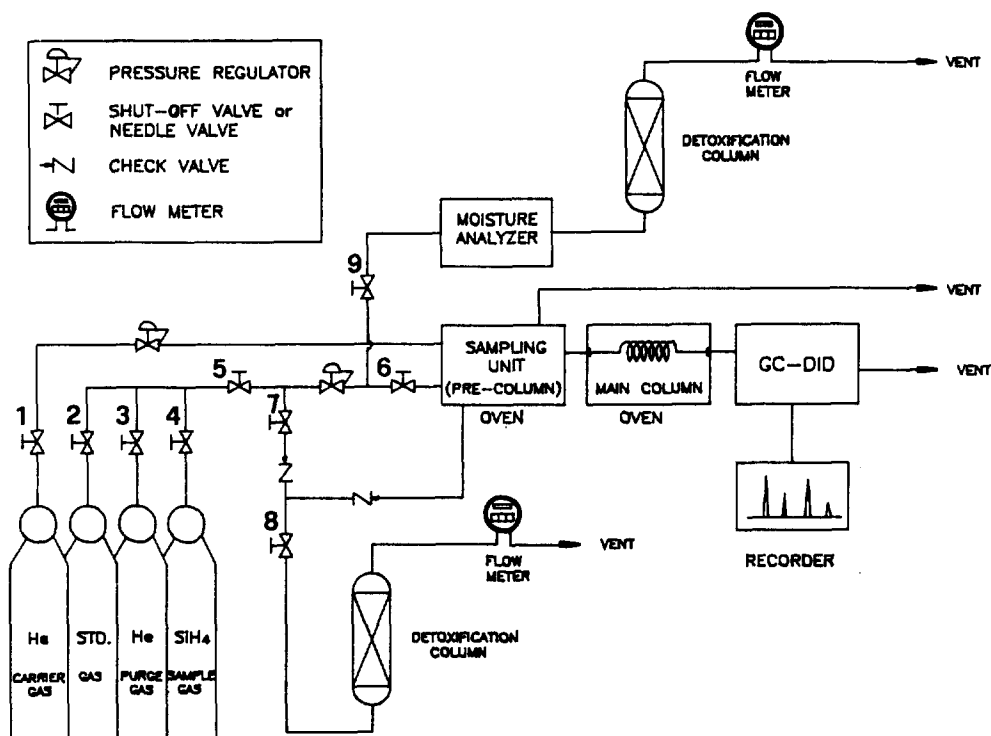 PRESSURE REGULATOR
SHUT-OFF VALVE or
NEEDLE VALVE
CHECK VALVE
FLOW METER
FLOW
METER
VENT
DETOXIFICATION
COLUMN
MOISTURE
ANALYZER
9
VENT
SAMPLING
UNIT
(PRE-COLUMN)
OVEN
MAIN COLUMN
OVEN
GC-DID
VENT
5
6
1
2
3
4
7
8
FLOW
METER
VENT
RECORDER
DETOXIFICATION
COLUMN
He
CARRIER
GAS
STD.
GAS
He
PURGE
GAS
SiH4
SAMPLE
GAS